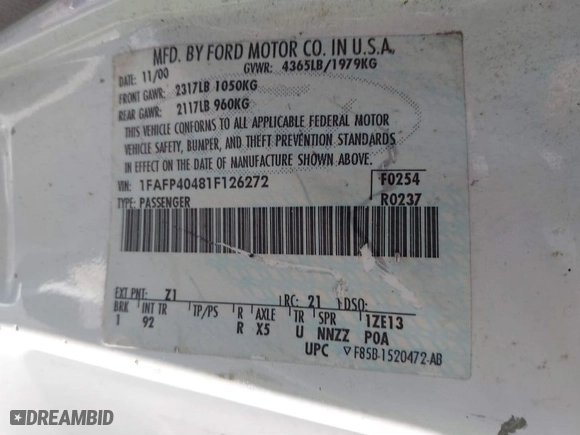 MFD. BY FORD MOTOR CO. IN U.S.A.
DATE: 11/00 GVWR: 4365LB/1979KG
FRONT GAWR: 2317LB 1050KG
REAR GAWR: 2117LB 960KG
THIS VEHICLE CONFORMS TO ALL APPLICABLE FEDERAL MOTOR
VEHICLE SAFETY, BUMPER, AND THEFT PREVENTION STANDARDS
IN EFFECT ON THE DATE OF MANUFACTURE SHOWN ABOVE.
VIN: 1FAFP40481F126272 F0254
TYPE: PASSENGER R0237
EXT PNT: Z1 RC: 21 DSO:
BRK INT TR TP/PS R AXLE TR SPR 1ZE13
1 92 R X5 U NNZZ P0A
UPC ▽F85B-1520472-AB
DREAMBID